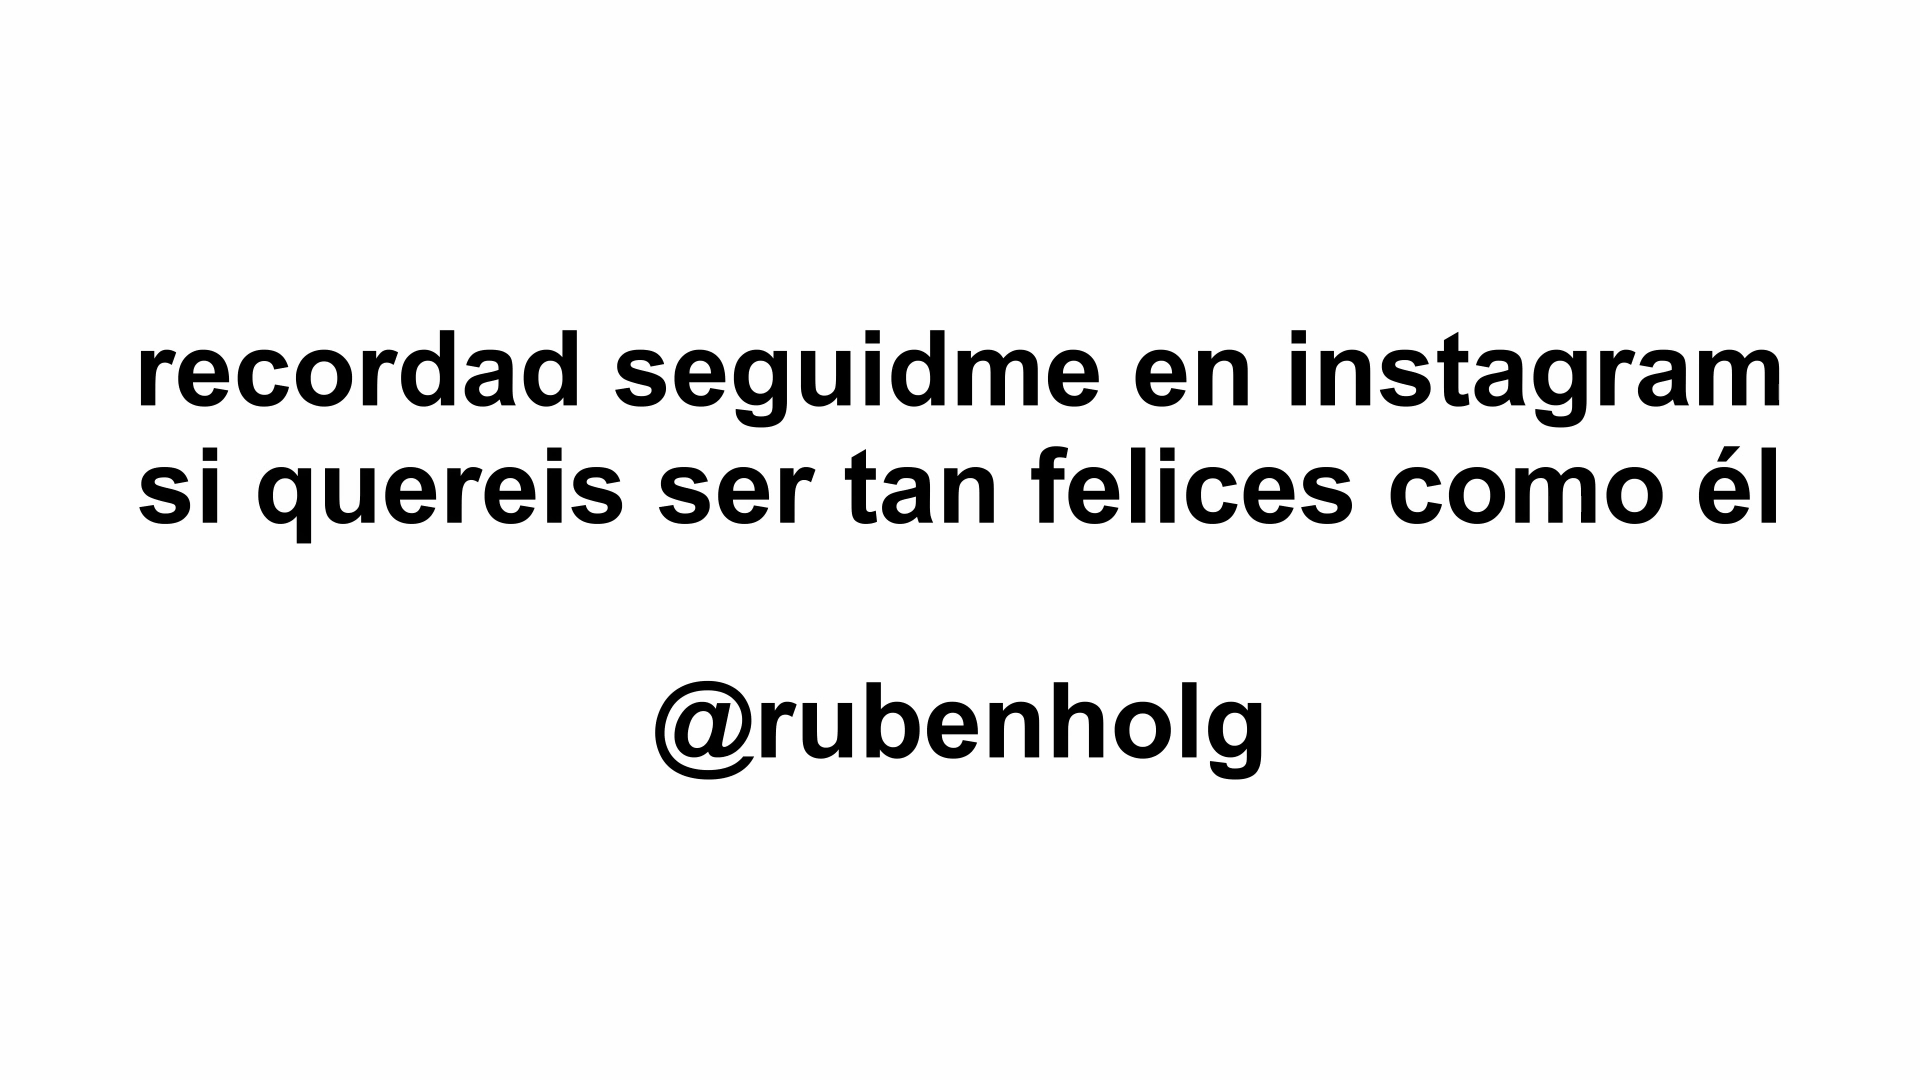 recordad seguidme en instagram
si quereis ser tan felices como él
@rubenholg